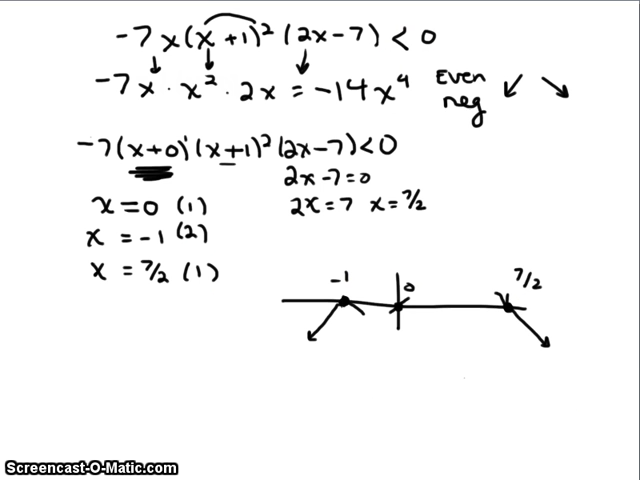 -7x(x+1)²(2x-7) < 0
-7x · x² · 2x = -14x⁴ Even neg
-7(x+0)¹(x+1)²(2x-7)<0
2x-7=0
x=0 (1) 2x=7 x=7/2
x=-1 (2)
x=7/2 (1)
-1 0 7/2
Screencast-O-Matic.com